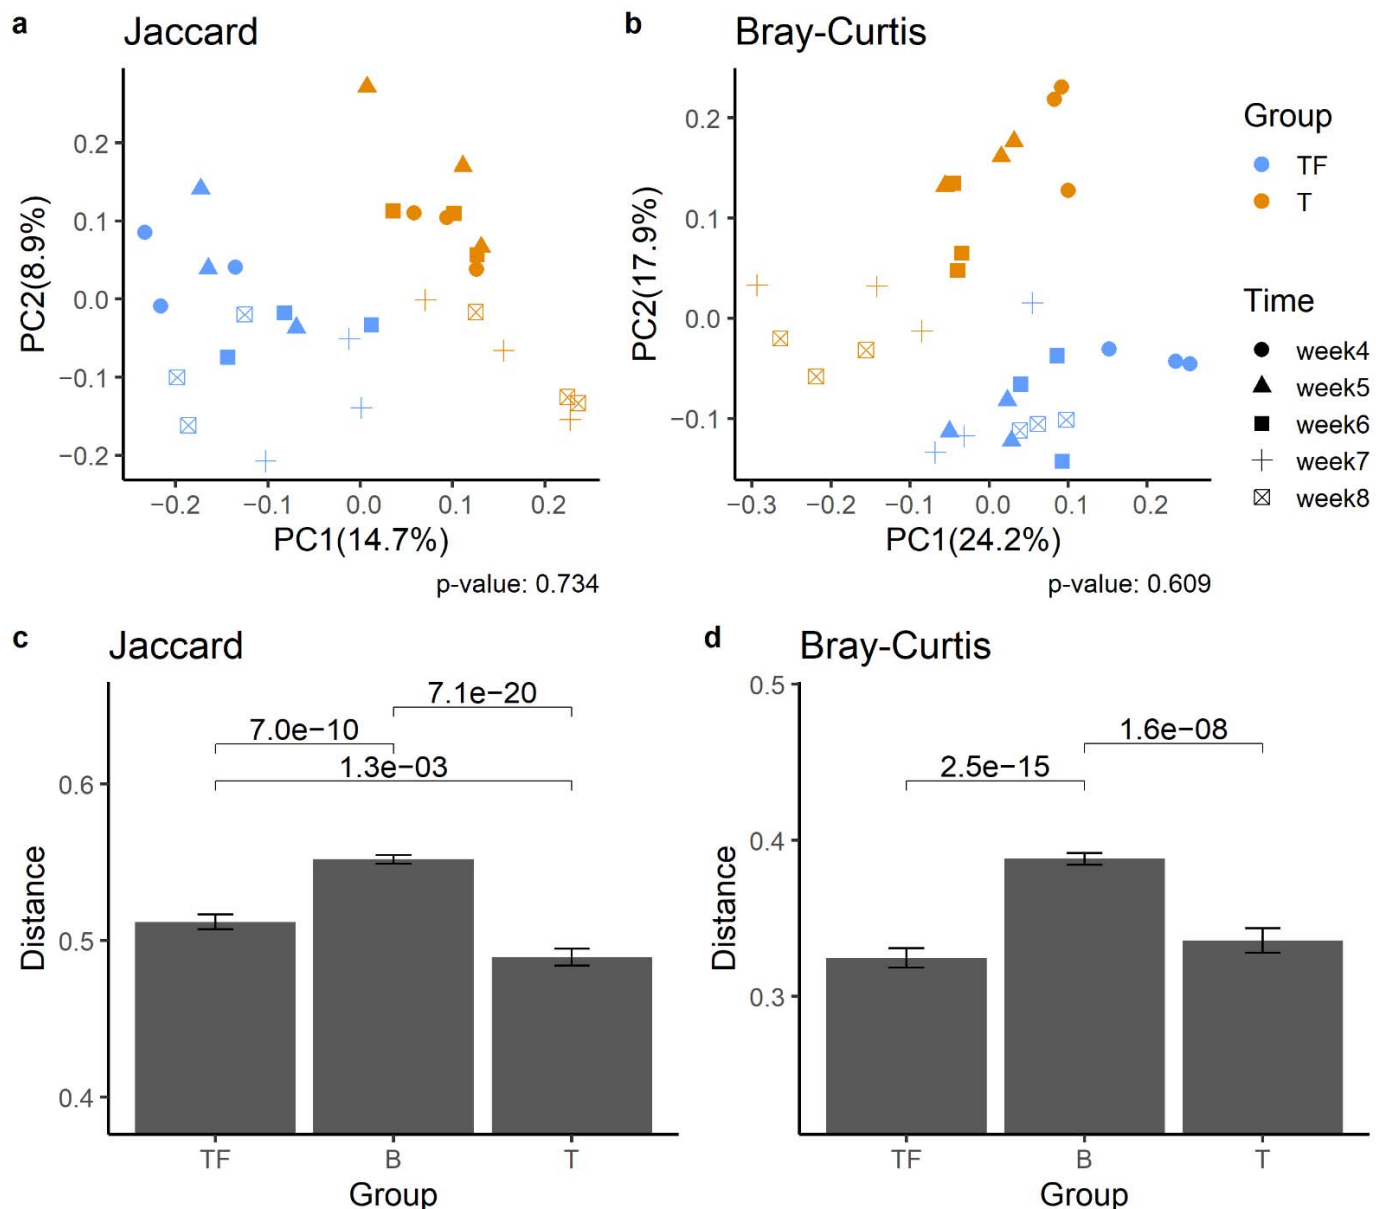 a
Jaccard
PC2(8.9%)
0.2
0.1
0.0
−0.1
−0.2
−0.2 −0.1 0.0 0.1 0.2
PC1(14.7%)
p-value: 0.734
b
Bray-Curtis
PC2(17.9%)
0.2
0.1
0.0
−0.1
−0.3 −0.2 −0.1 0.0 0.1 0.2
PC1(24.2%)
p-value: 0.609
Group
TF
T
Time
week4
week5
week6
week7
week8
c
Jaccard
7.1e−20
7.0e−10
1.3e−03
Distance
0.6
0.5
0.4
TF B T
Group
d
Bray-Curtis
1.6e−08
2.5e−15
Distance
0.5
0.4
0.3
TF B T
Group